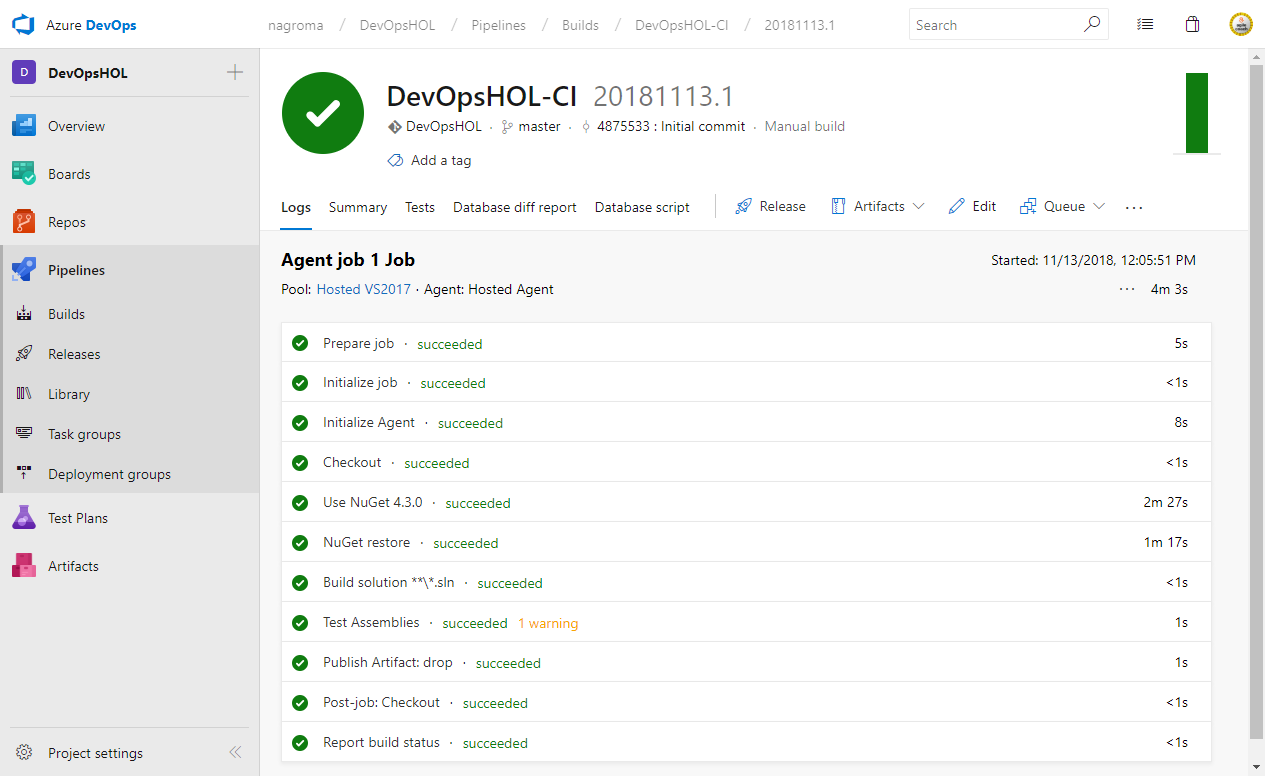 Azure DevOps
nagroma / DevOpsHOL / Pipelines / Builds / DevOpsHOL-CI / 20181113.1
Search
D DevOpsHOL
Overview
Boards
Repos
Pipelines
Builds
Releases
Library
Task groups
Deployment groups
Test Plans
Artifacts
Project settings
DevOpsHOL-CI 20181113.1
DevOpsHOL · master · 4875533 : Initial commit · Manual build
Add a tag
Logs Summary Tests Database diff report Database script Release Artifacts Edit Queue ...
Agent job 1 Job Started: 11/13/2018, 12:05:51 PM
Pool: Hosted VS2017 · Agent: Hosted Agent ... 4m 3s
Prepare job · succeeded 5s
Initialize job · succeeded <1s
Initialize Agent · succeeded 8s
Checkout · succeeded <1s
Use NuGet 4.3.0 · succeeded 2m 27s
NuGet restore · succeeded 1m 17s
Build solution **\*.sln · succeeded <1s
Test Assemblies · succeeded 1 warning 1s
Publish Artifact: drop · succeeded 1s
Post-job: Checkout · succeeded <1s
Report build status · succeeded <1s